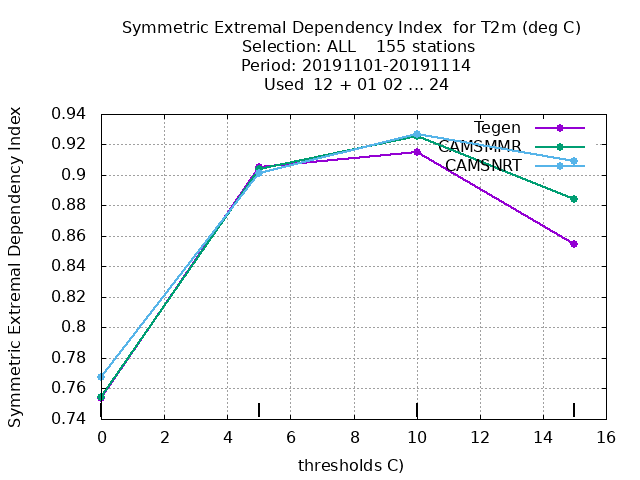 Symmetric Extremal Dependency Index  for T2m (deg C)
Selection: ALL    155 stations
Period: 20191101-20191114
Used  12 + 01 02 ... 24
Symmetric Extremal Dependency Index
0.94
0.92
0.9
0.88
0.86
0.84
0.82
0.8
0.78
0.76
0.74
Tegen
CAMSMMR
CAMSNRT
0 2 4 6 8 10 12 14 16
thresholds C)